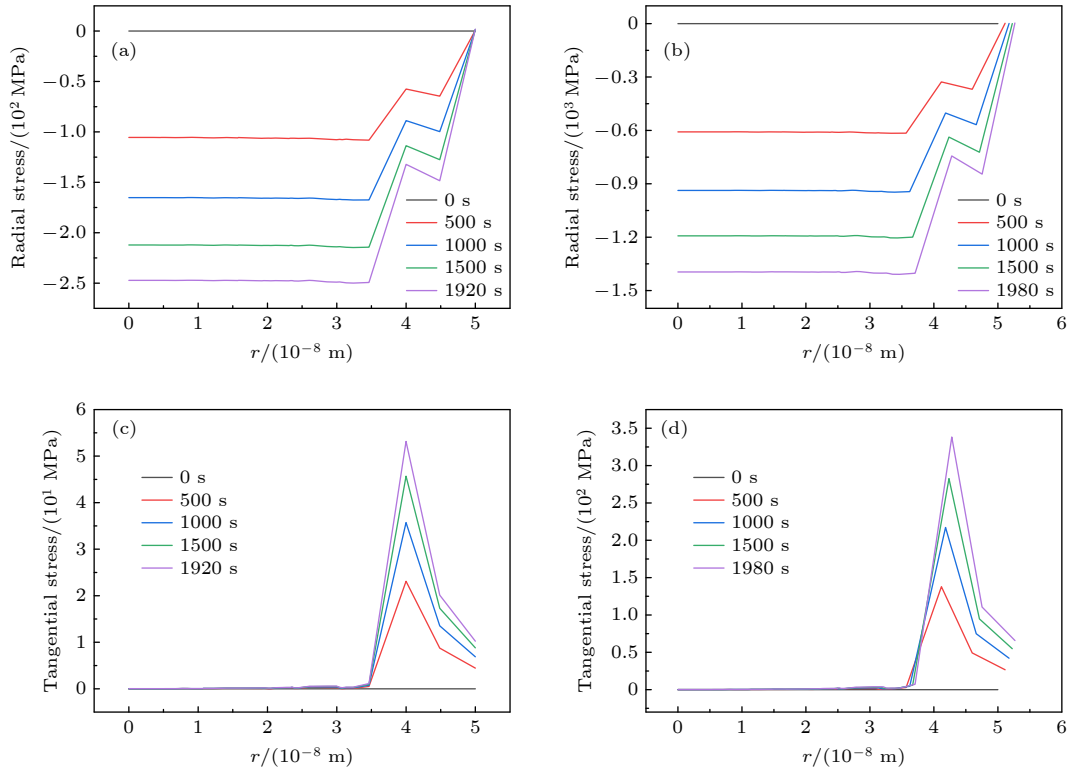 (a)
0
−0.5
−1.0
−1.5
−2.0
−2.5
Radial stress/(10² MPa)
0 s
500 s
1000 s
1500 s
1920 s
0 1 2 3 4 5
r/(10⁻⁸ m)
(b)
0
−0.3
−0.6
−0.9
−1.2
−1.5
Radial stress/(10³ MPa)
0 s
500 s
1000 s
1500 s
1980 s
0 1 2 3 4 5 6
r/(10⁻⁸ m)
(c)
6
5
4
3
2
1
0
Tangential stress/(10¹ MPa)
0 s
500 s
1000 s
1500 s
1920 s
0 1 2 3 4 5
r/(10⁻⁸ m)
(d)
3.5
3.0
2.5
2.0
1.5
1.0
0.5
0
Tangential stress/(10² MPa)
0 s
500 s
1000 s
1500 s
1980 s
0 1 2 3 4 5 6
r/(10⁻⁸ m)